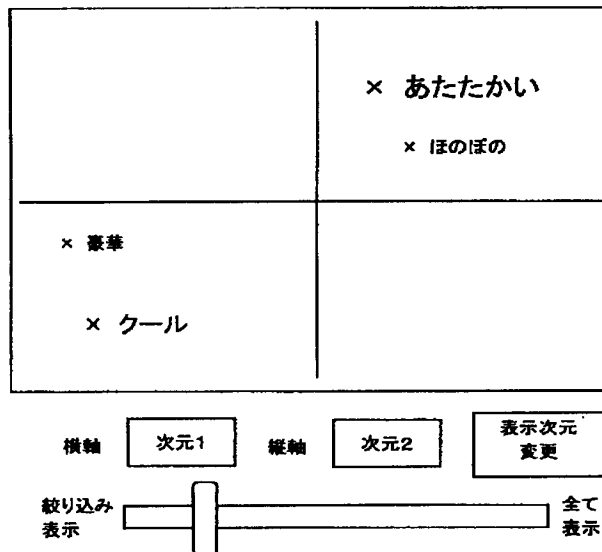 × あたたかい
× ほのぼの
× 豪華
× クール
横軸 次元1 縦軸 次元2 表示次元
変更
絞り込み
表示
全て
表示